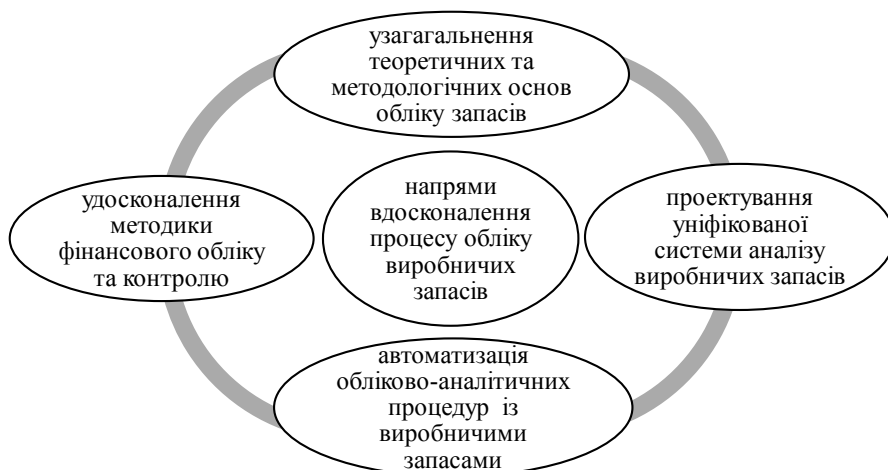 узагагальнення
теоретичних та
методологічних основ
обліку запасів
удосконалення
методики
фінансового обліку
та контролю
напрями
вдосконалення
процесу обліку
виробничих
запасів
проектування
уніфікованої
системи аналізу
виробничих запасів
автоматизація
обліково-аналітичних
процедур із
виробничими
запасами